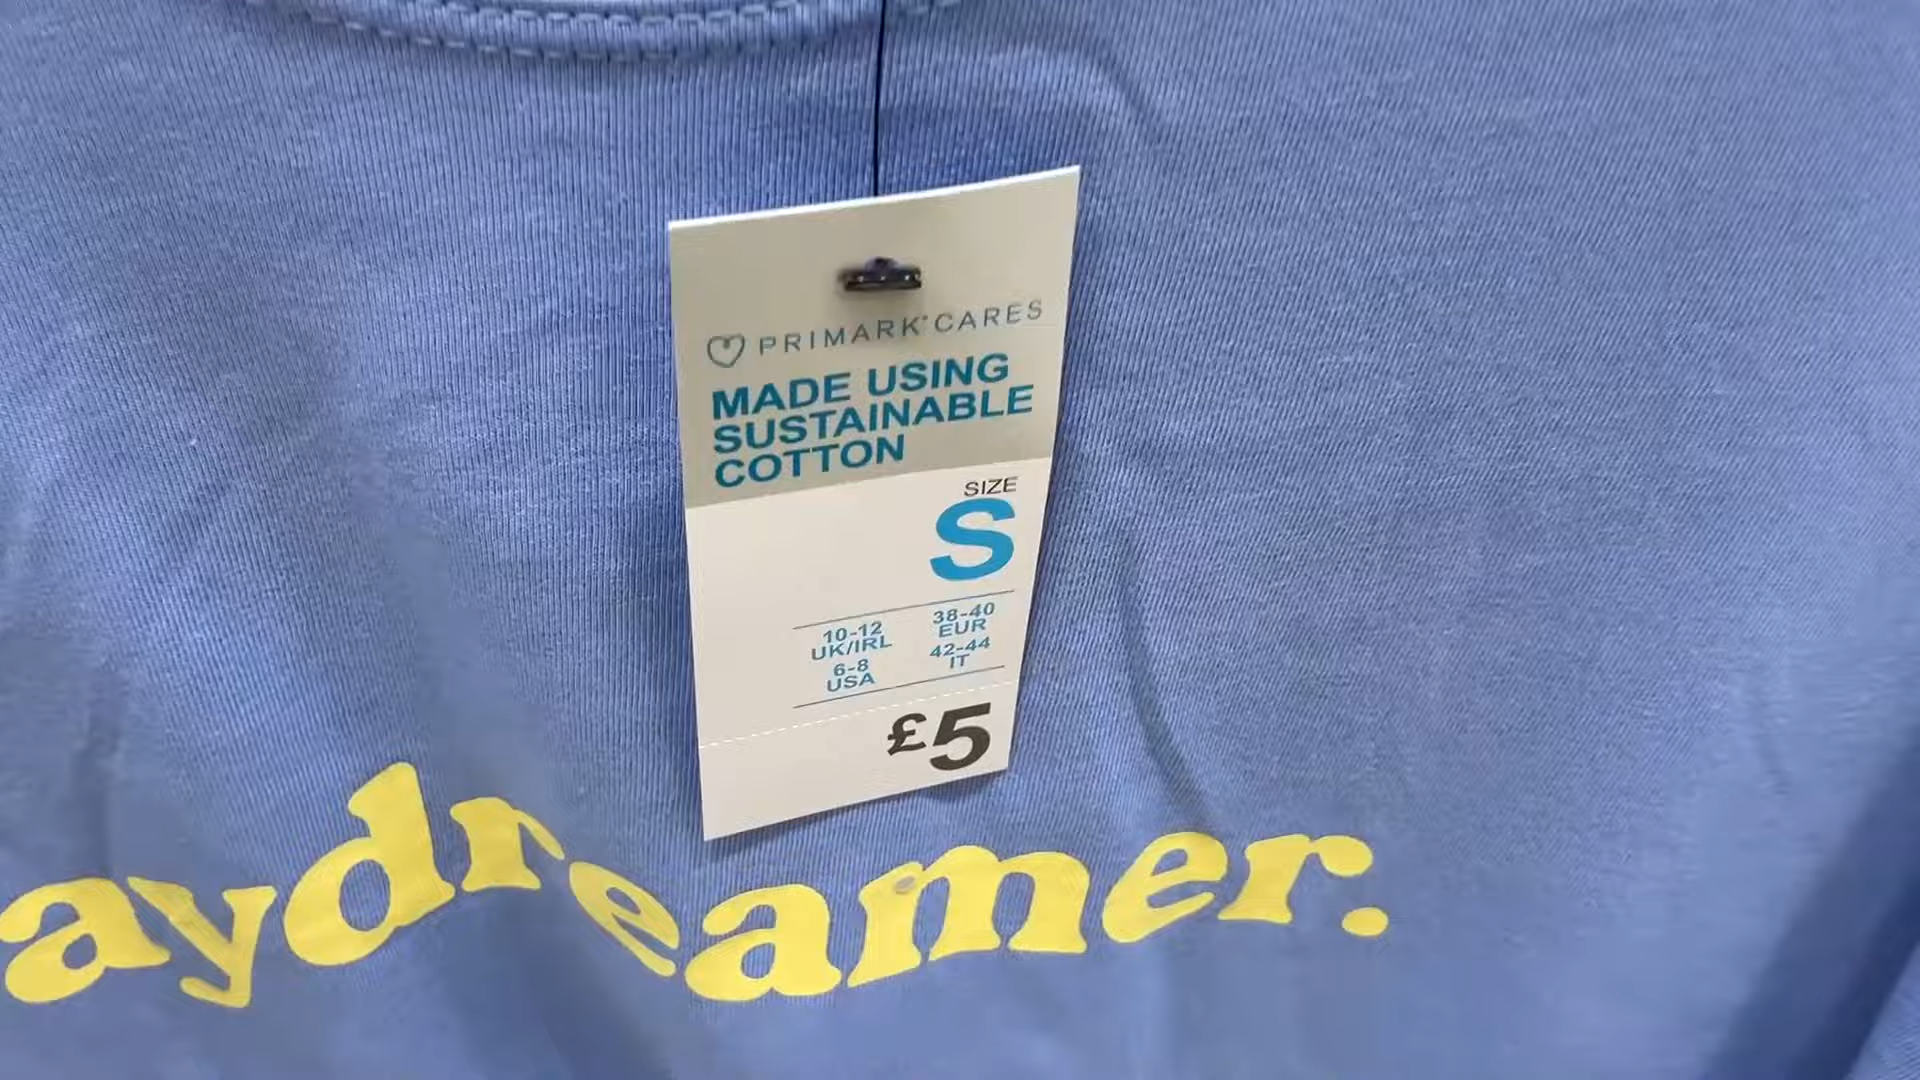 PRIMARK CARES
MADE USING
SUSTAINABLE
COTTON
SIZE
S
10-12
UK/IRL
6-8
USA
38-40
EUR
42-44
IT
£5
aydreamer.